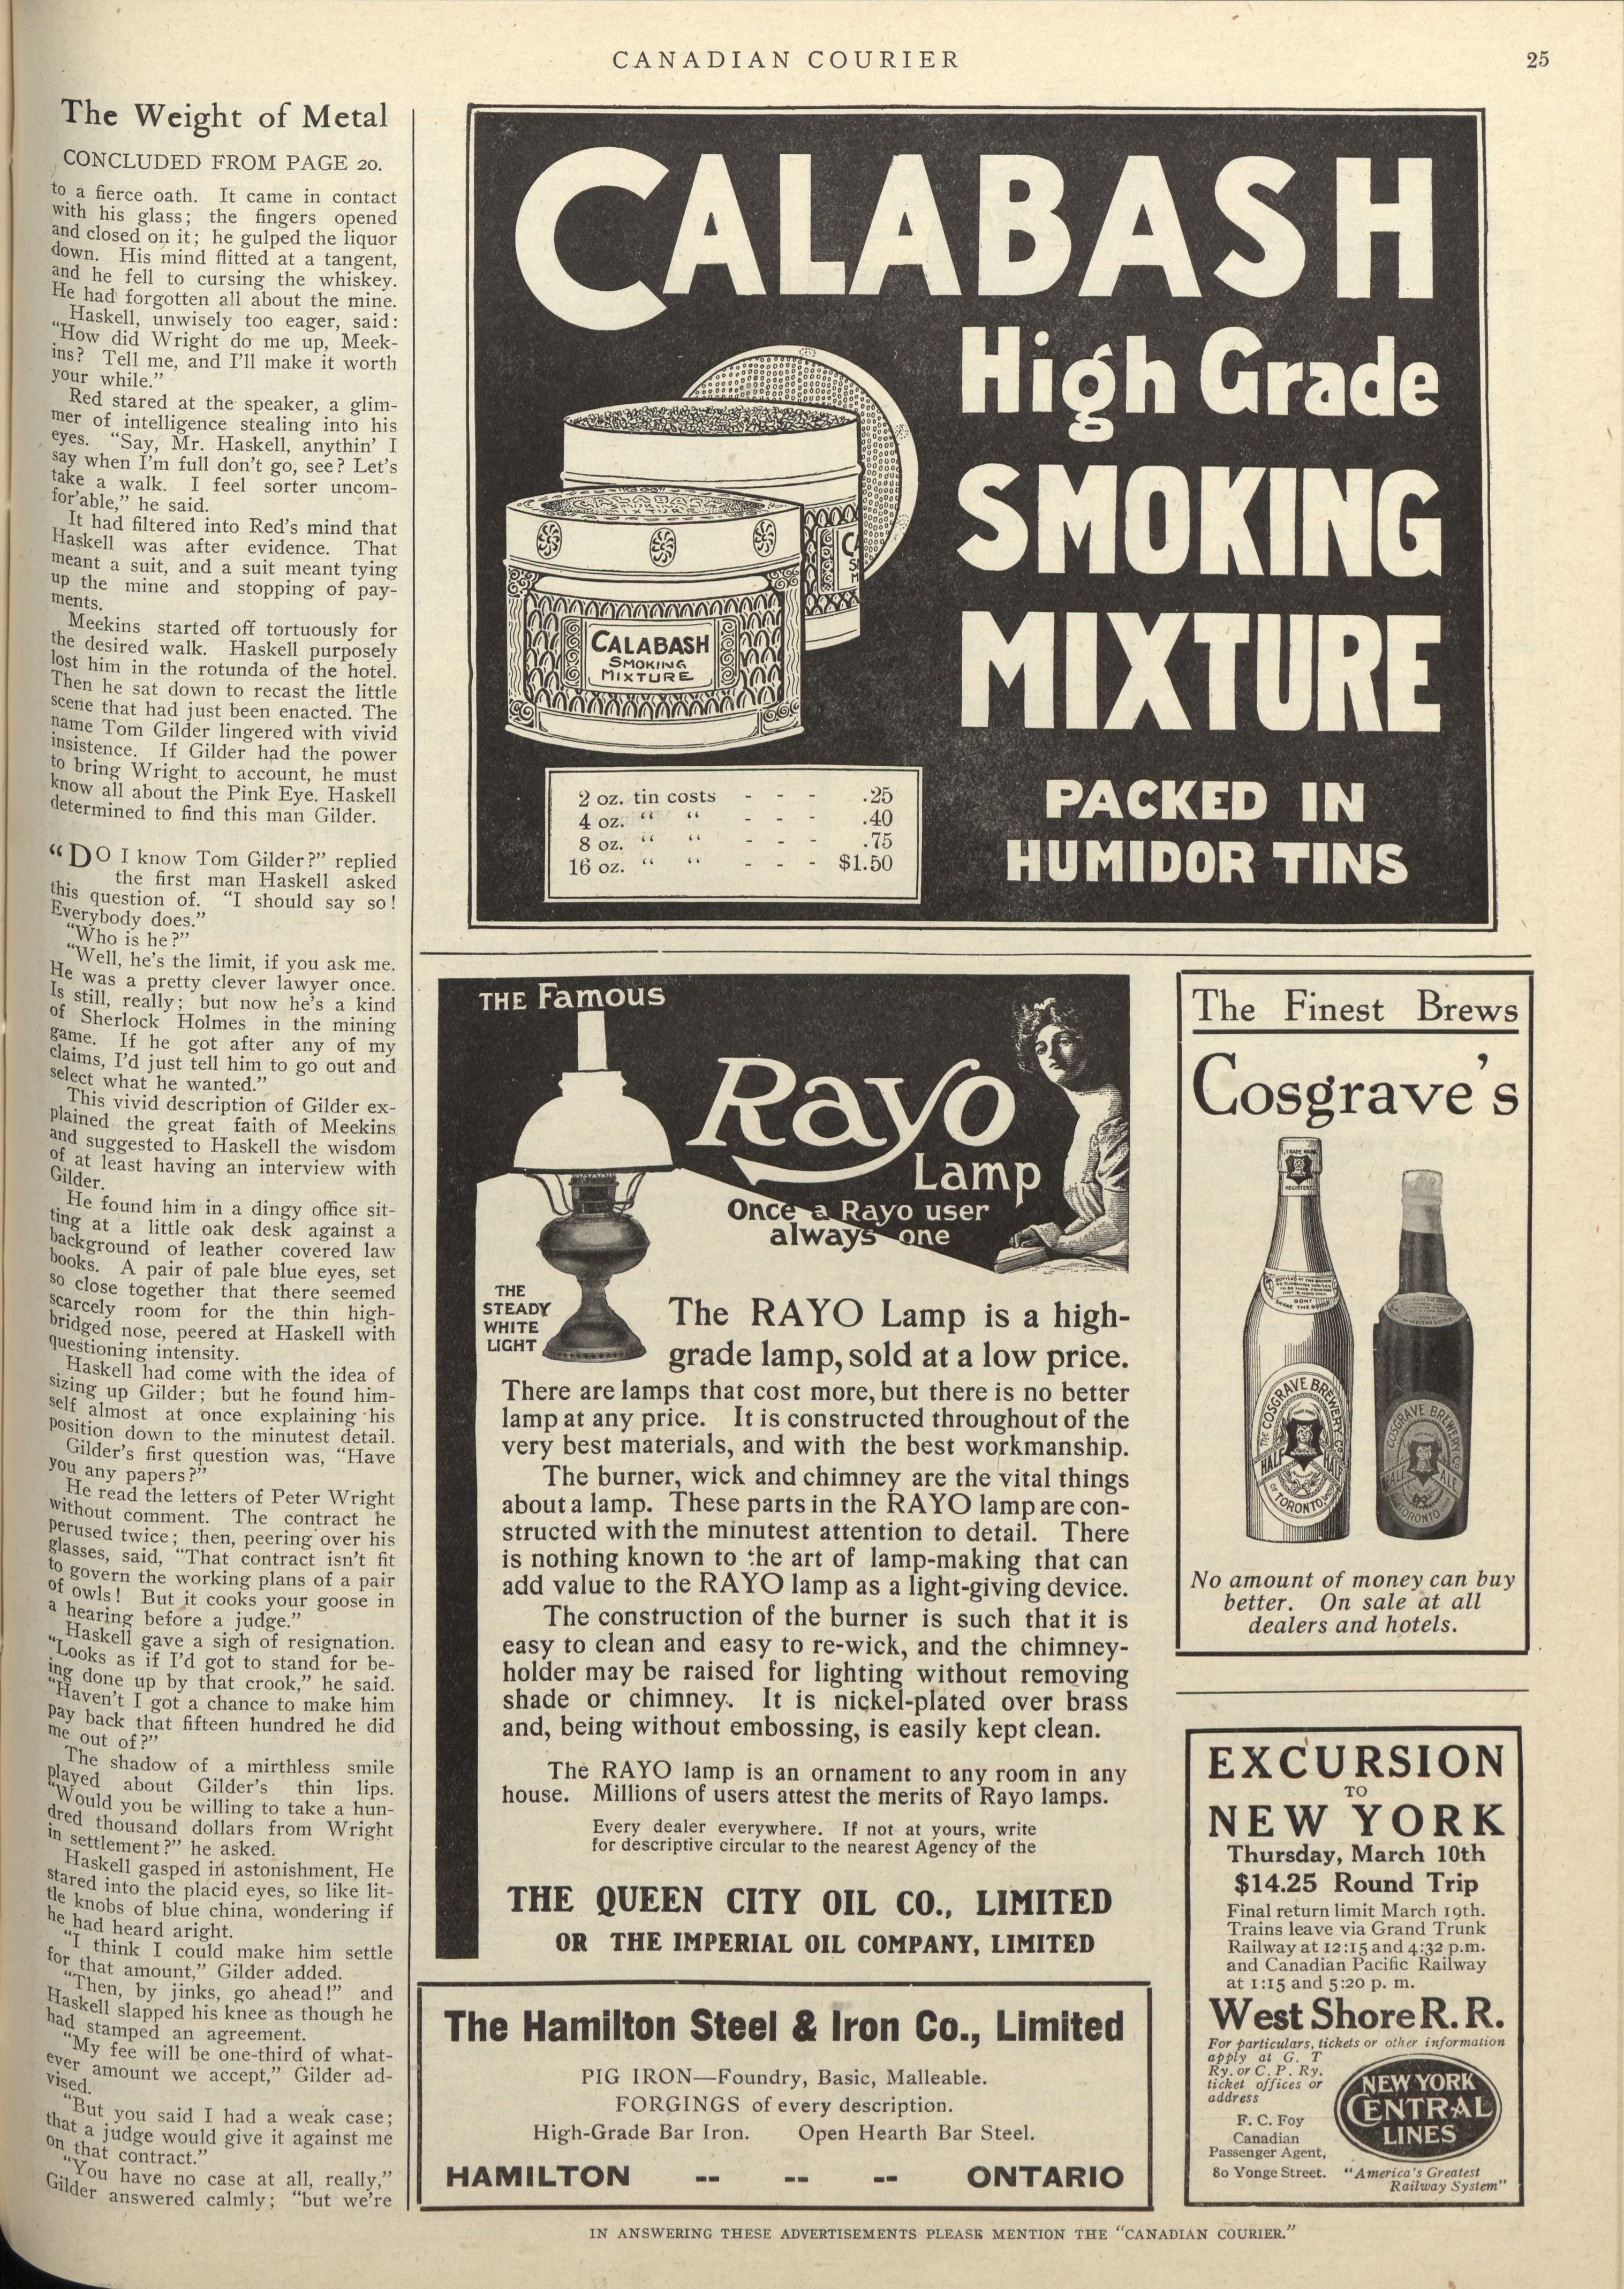 CANADIAN COURIER
25
The Weight of Metal
CONCLUDED FROM PAGE 20.
to a fierce oath. It came in contact
with his glass; the fingers opened
and closed on it; he gulped the liquor
down. His mind flitted at a tangent,
and he fell to cursing the whiskey.
He had forgotten all about the mine.
Haskell, unwisely too eager, said:
“How did Wright do me up, Meek-
ins? Tell me, and I’ll make it worth
your while.”
Red stared at the speaker, a glim-
mer of intelligence stealing into his
eyes. “Say, Mr. Haskell, anythin’ I
say when I’m full don’t go, see? Let’s
take a walk. I feel sorter uncom-
for’able,” he said.
It had filtered into Red’s mind that
Haskell was after evidence. That
meant a suit, and a suit meant tying
up the mine and stopping of pay-
ments.
Meekins started off tortuously for
the desired walk. Haskell purposely
lost him in the rotunda of the hotel.
Then he sat down to recast the little
scene that had just been enacted. The
name Tom Gilder lingered with vivid
insistence. If Gilder had the power
to bring Wright to account, he must
know all about the Pink Eye. Haskell
determined to find this man Gilder.
“DO I know Tom Gilder?” replied
the first man Haskell asked
this question of. “I should say so!
Everybody does.”
“Who is he?”
“Well, he’s the limit, if you ask me.
He was a pretty clever lawyer once.
Is still, really; but now he’s a kind
of Sherlock Holmes in the mining
game. If he got after any of my
claims, I’d just tell him to go out and
select what he wanted.”
This vivid description of Gilder ex-
plained the great faith of Meekins
and suggested to Haskell the wisdom
of at least having an interview with
Gilder.
He found him in a dingy office sit-
ting at a little oak desk against a
background of leather covered law
books. A pair of pale blue eyes, set
so close together that there seemed
scarcely room for the thin high-
bridged nose, peered at Haskell with
questioning intensity.
Haskell had come with the idea of
sizing up Gilder; but he found him-
self almost at once explaining his
position down to the minutest detail.
Gilder’s first question was, “Have
you any papers?”
He read the letters of Peter Wright
without comment. The contract he
perused twice; then, peering over his
glasses, said, “That contract isn’t fit
to govern the working plans of a pair
of owls! But it cooks your goose in
a hearing before a judge.”
Haskell gave a sigh of resignation.
“Looks as if I’d got to stand for be-
ing done up by that crook,” he said.
“Haven’t I got a chance to make him
pay back that fifteen hundred he did
me out of?”
The shadow of a mirthless smile
played about Gilder’s thin lips.
“Would you be willing to take a hun-
dred thousand dollars from Wright
in settlement?” he asked.
Haskell gasped in astonishment, He
stared into the placid eyes, so like lit-
tle knobs of blue china, wondering if
he had heard aright.
“I think I could make him settle
for that amount,” Gilder added.
“Then, by jinks, go ahead!” and
Haskell slapped his knee as though he
had stamped an agreement.
“My fee will be one-third of what-
ever amount we accept,” Gilder ad-
vised.
“But you said I had a weak case;
that a judge would give it against me
on that contract.”
“You have no case at all, really,”
Gilder answered calmly; “but we’re
CALABASH
High Grade
SMOKING
MIXTURE
CALABASH
SMOKING
MIXTURE
2 oz. tin costs - - - .25
4 oz. “ “ - - - .40
8 oz. “ “ - - - .75
16 oz. “ “ - - - $1.50
PACKED IN
HUMIDOR TINS
THE Famous
Rayo
Lamp
Once a Rayo user
always one
THE
STEADY
WHITE
LIGHT
The RAYO Lamp is a high-
grade lamp, sold at a low price.
There are lamps that cost more, but there is no better
lamp at any price. It is constructed throughout of the
very best materials, and with the best workmanship.
The burner, wick and chimney are the vital things
about a lamp. These parts in the RAYO lamp are con-
structed with the minutest attention to detail. There
is nothing known to the art of lamp-making that can
add value to the RAYO lamp as a light-giving device.
The construction of the burner is such that it is
easy to clean and easy to re-wick, and the chimney-
holder may be raised for lighting without removing
shade or chimney. It is nickel-plated over brass
and, being without embossing, is easily kept clean.
The RAYO lamp is an ornament to any room in any
house. Millions of users attest the merits of Rayo lamps.
Every dealer everywhere. If not at yours, write
for descriptive circular to the nearest Agency of the
THE QUEEN CITY OIL CO., LIMITED
OR THE IMPERIAL OIL COMPANY, LIMITED
The Hamilton Steel & Iron Co., Limited
PIG IRON—Foundry, Basic, Malleable.
FORGINGS of every description.
High-Grade Bar Iron. Open Hearth Bar Steel.
HAMILTON -- -- -- ONTARIO
The Finest Brews
Cosgrave’s
TRADE MARK
REGISTERED
DONT
SHAKE THE BOTTLE
THE COSGRAVE BREWERY CO.
HALF HALF
OF TORONTO
COSGRAVE BREWERY CO.
ALE
TORONTO
No amount of money can buy
better. On sale at all
dealers and hotels.
EXCURSION
TO
NEW YORK
Thursday, March 10th
$14.25 Round Trip
Final return limit March 19th.
Trains leave via Grand Trunk
Railway at 12:15 and 4:32 p.m.
and Canadian Pacific Railway
at 1:15 and 5:20 p. m.
West Shore R. R.
For particulars, tickets or other information
apply at G. T
Ry. or C. P. Ry.
ticket offices or
address
F. C. Foy
Canadian
Passenger Agent,
80 Yonge Street.
NEW YORK
CENTRAL
LINES
“America’s Greatest
Railway System”
IN ANSWERING THESE ADVERTISEMENTS PLEASE MENTION THE “CANADIAN COURIER.”